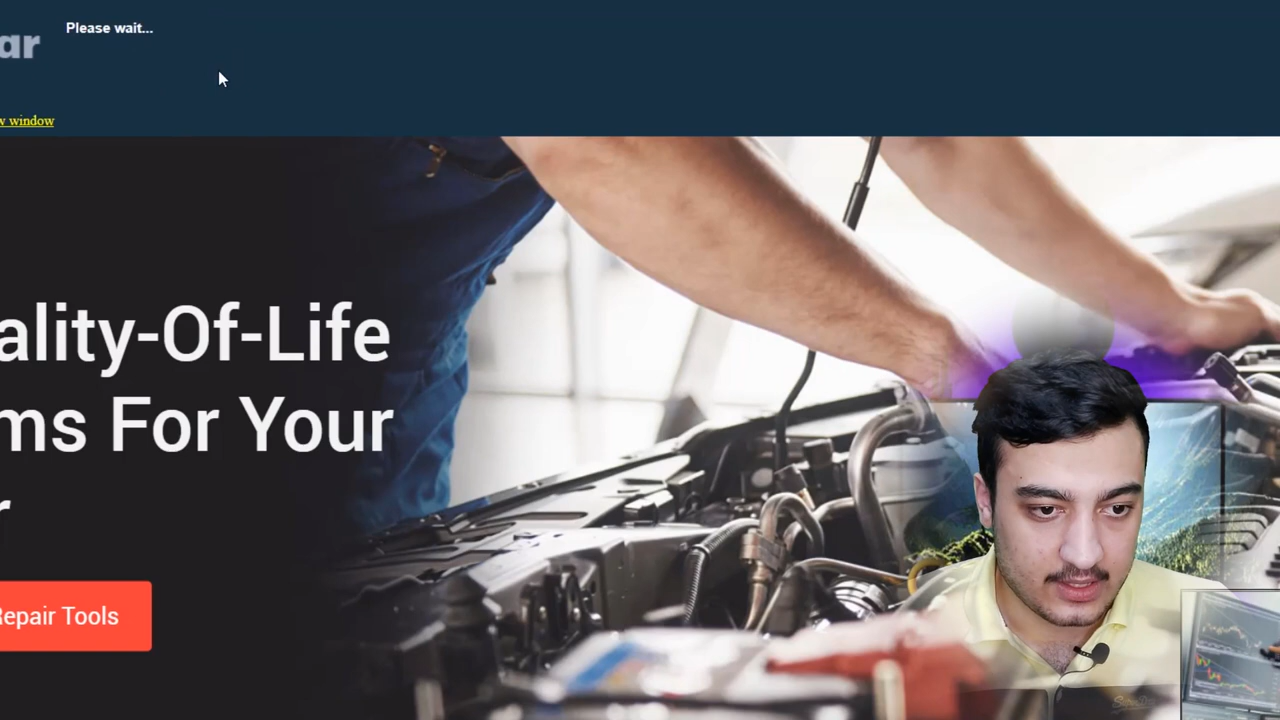 Please wait...
ar
w window
ality-Of-Life
ms For Your
r
Repair Tools